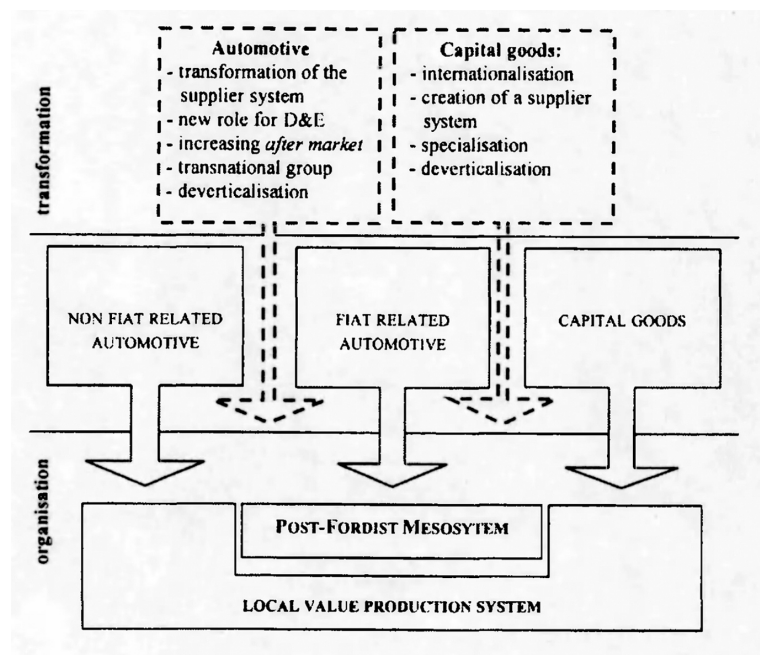 Automotive
- transformation of the
supplier system
- new role for D&E
- increasing after market
- transnational group
- deverticalisation
Capital goods:
- internationalisation
- creation of a supplier
system
- specialisation
- deverticalisation
transformation
NON FIAT RELATED
AUTOMOTIVE
FIAT RELATED
AUTOMOTIVE
CAPITAL GOODS
organisation
POST-FORDIST MESOSYTEM
LOCAL VALUE PRODUCTION SYSTEM